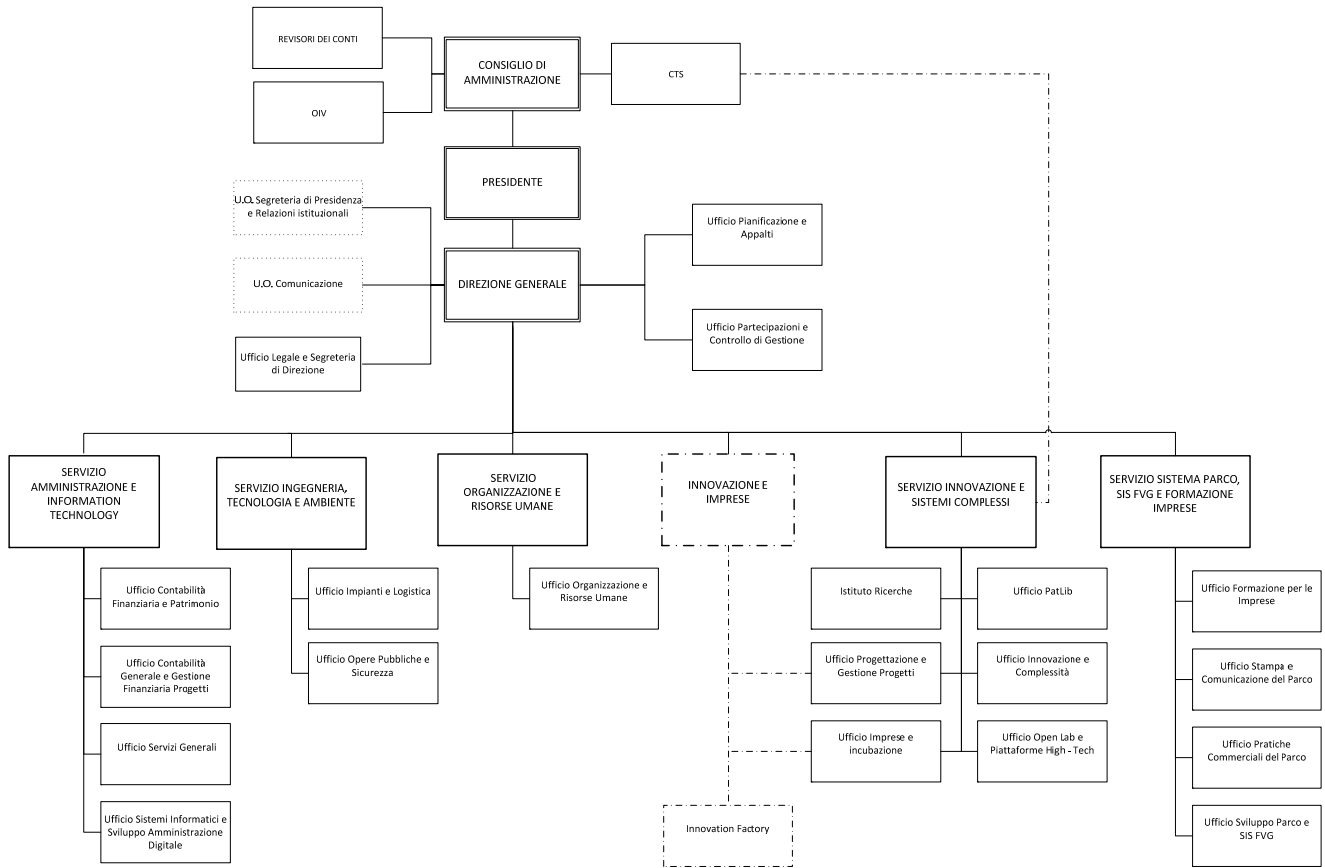 REVISORI DEI CONTI
CONSIGLIO DI
AMMINISTRAZIONE
CTS
OIV
PRESIDENTE
U.O. Segreteria di Presidenza
e Relazioni istituzionali
Ufficio Pianificazione e
Appalti
U.O. Comunicazione
DIREZIONE GENERALE
Ufficio Partecipazioni e
Controllo di Gestione
Ufficio Legale e Segreteria
di Direzione
SERVIZIO
AMMINISTRAZIONE E
INFORMATION
TECHNOLOGY
SERVIZIO INGEGNERIA,
TECNOLOGIA E AMBIENTE
SERVIZIO
ORGANIZZAZIONE E
RISORSE UMANE
INNOVAZIONE E
IMPRESE
SERVIZIO INNOVAZIONE E
SISTEMI COMPLESSI
SERVIZIO SISTEMA PARCO,
SIS FVG E FORMAZIONE
IMPRESE
Ufficio Contabilità
Finanziaria e Patrimonio
Ufficio Contabilità
Generale e Gestione
Finanziaria Progetti
Ufficio Servizi Generali
Ufficio Sistemi Informatici e
Sviluppo Amministrazione
Digitale
Ufficio Impianti e Logistica
Ufficio Opere Pubbliche e
Sicurezza
Ufficio Organizzazione e
Risorse Umane
Innovation Factory
Istituto Ricerche
Ufficio PatLib
Ufficio Progettazione e
Gestione Progetti
Ufficio Innovazione e
Complessità
Ufficio Imprese e
incubazione
Ufficio Open Lab e
Piattaforme High - Tech
Ufficio Formazione per le
Imprese
Ufficio Stampa e
Comunicazione del Parco
Ufficio Pratiche
Commerciali del Parco
Ufficio Sviluppo Parco e
SIS FVG